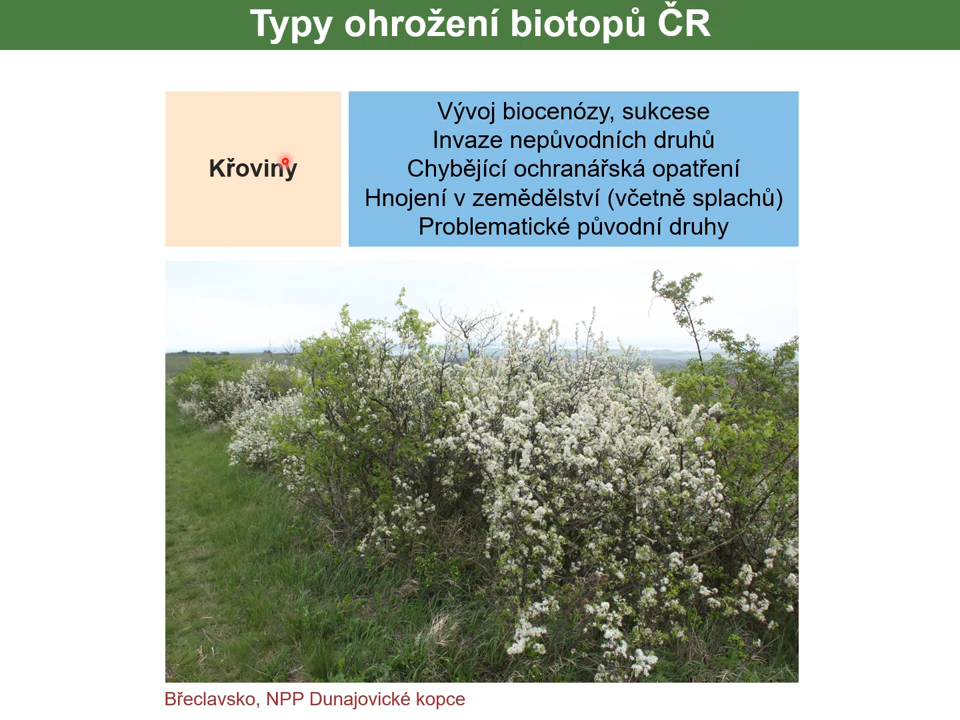 Typy ohrožení biotopů ČR
Křoviny
Vývoj biocenózy, sukcese
Invaze nepůvodních druhů
Chybějící ochranářská opatření
Hnojení v zemědělství (včetně splachů)
Problematické původní druhy
Břeclavsko, NPP Dunajovické kopce